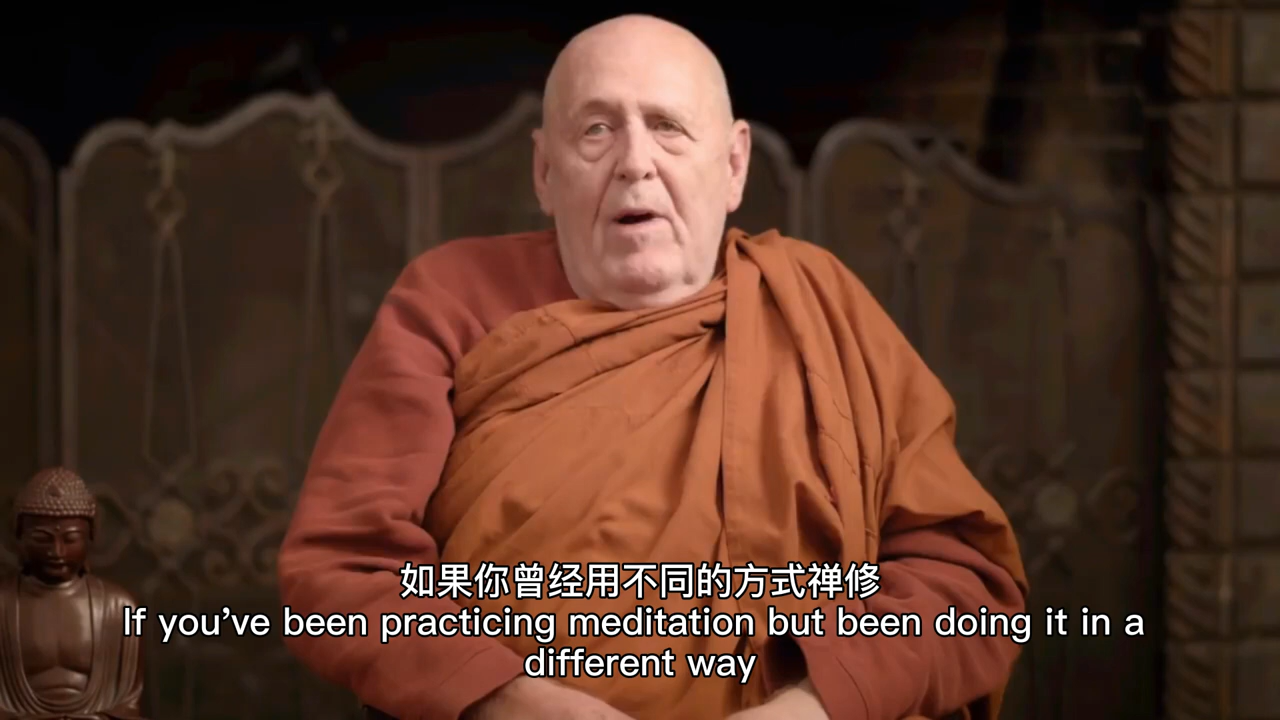 如果你曾经用不同的方式禅修
If you’ve been practicing meditation but been doing it in a
different way